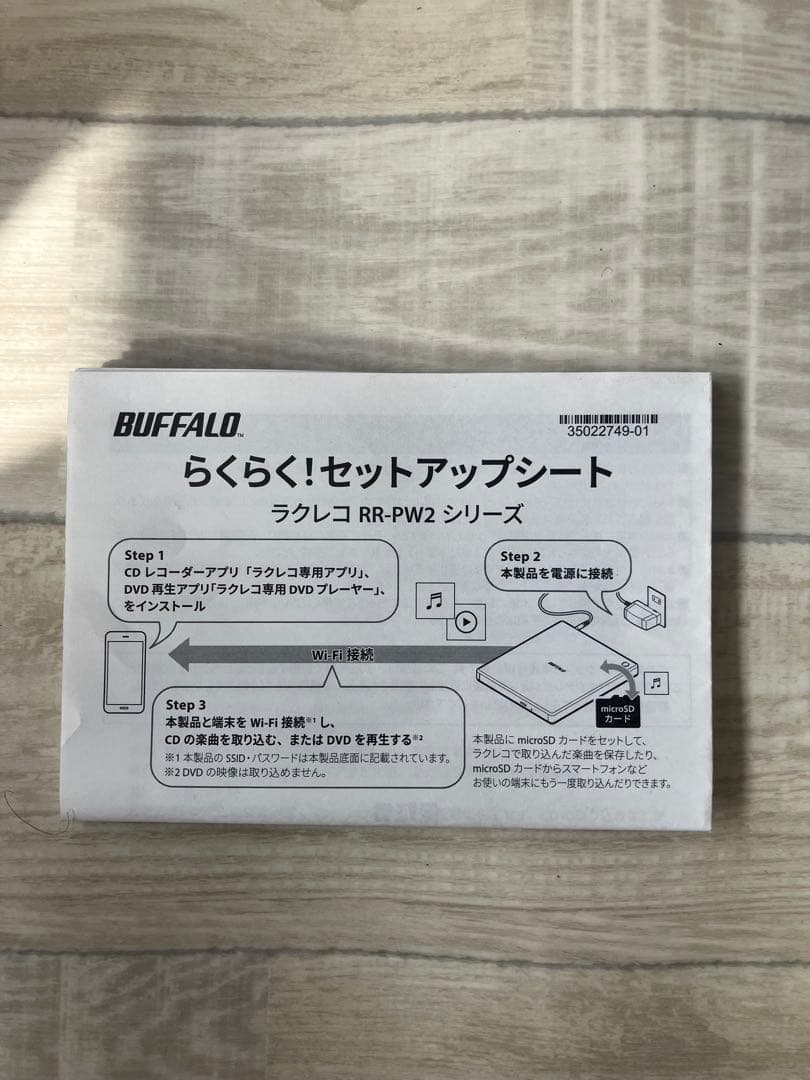 BUFFALO™
35022749-01
らくらく!セットアップシート
ラクレコ RR-PW2 シリーズ
Step 1
CD レコーダーアプリ「ラクレコ専用アプリ」、
DVD 再生アプリ「ラクレコ専用 DVD プレーヤー」、
をインストール
Step 2
本製品を電源に接続
Wi-Fi 接続
BUFFALO
Step 3
本製品と端末を Wi-Fi 接続※1 し、
CD の楽曲を取り込む、または DVD を再生する※2
※1 本製品の SSID・パスワードは本製品底面に記載されています。
※2 DVD の映像は取り込めません。
microSD
カード
本製品に microSD カードをセットして、
ラクレコで取り込んだ楽曲を保存したり、
microSD カードからスマートフォンなど
お使いの端末にもう一度取り込んだりできます。